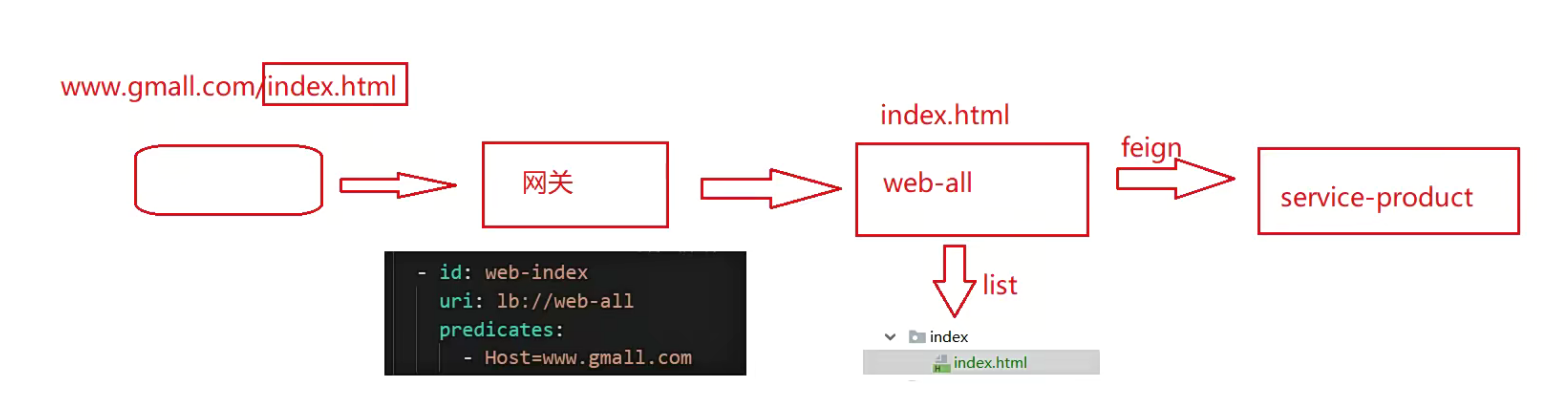 www.gmall.com/index.html
index.html
feign
网关
web-all
service-product
- id: web-index
uri: lb://web-all
predicates:
- Host=www.gmall.com
list
index
index.html